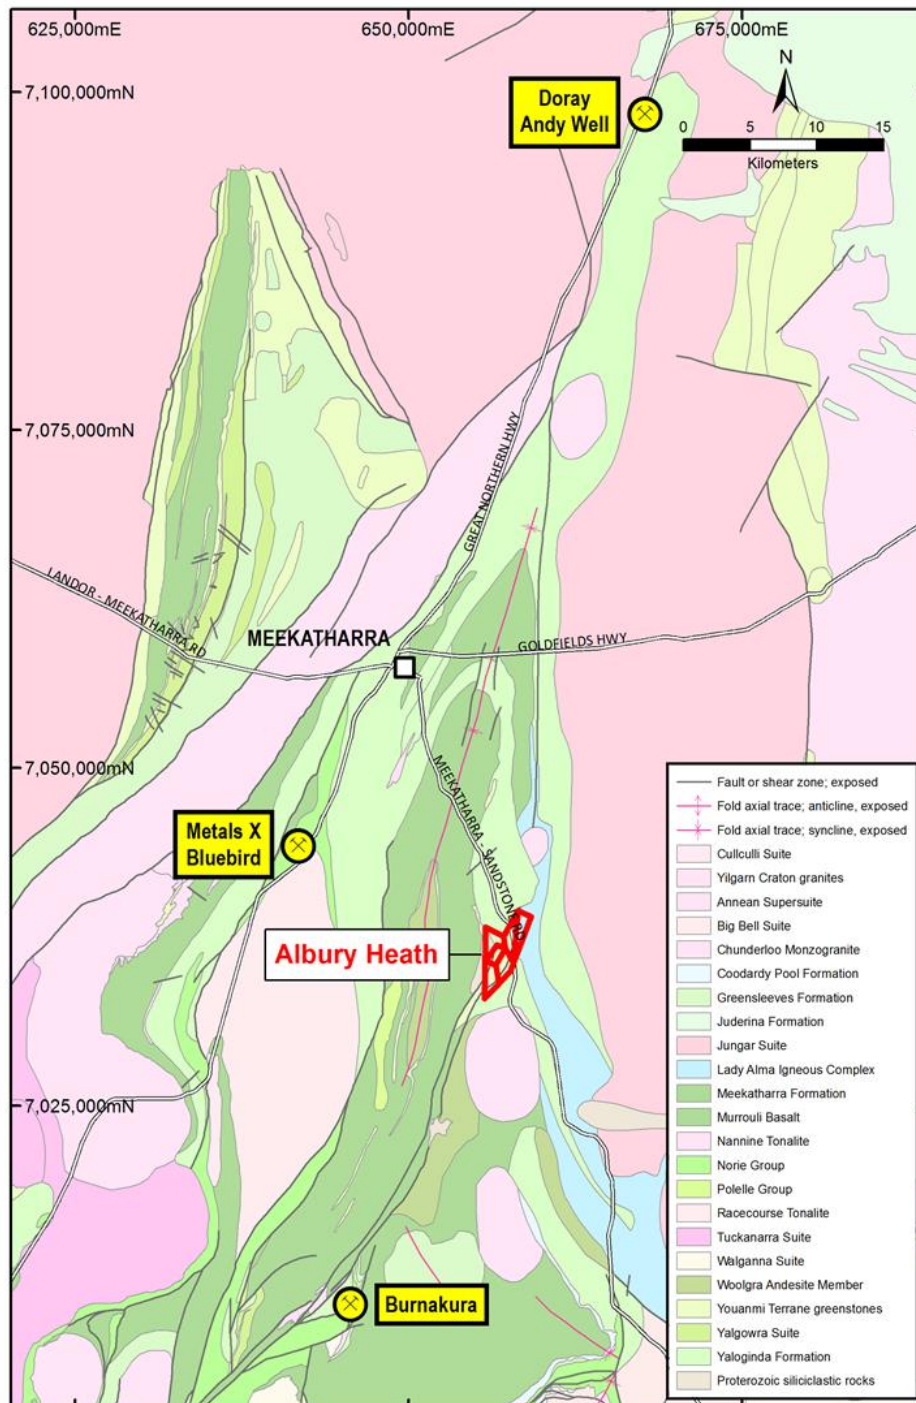 625,000mE
650,000mE
675,000mE
7,100,000mN
N
Doray
Andy Well
0 5 10 15
Kilometers
7,075,000mN
GREAT NORTHERN HWY
LANDOR - MEEKATHARRA RD
MEEKATHARRA
GOLDFIELDS HWY
7,050,000mN
MEEKATHARRA - SANDSTONE RD
Metals X
Bluebird
Albury Heath
7,025,000mN
Burnakura
Fault or shear zone; exposed
Fold axial trace; anticline, exposed
Fold axial trace; syncline, exposed
Cullculli Suite
Yilgarn Craton granites
Annean Supersuite
Big Bell Suite
Chunderloo Monzogranite
Coodardy Pool Formation
Greensleeves Formation
Juderina Formation
Jungar Suite
Lady Alma Igneous Complex
Meekatharra Formation
Murrouli Basalt
Nannine Tonalite
Norie Group
Polelle Group
Racecourse Tonalite
Tuckanarra Suite
Walganna Suite
Woolgra Andesite Member
Youanmi Terrane greenstones
Yalgowra Suite
Yaloginda Formation
Proterozoic siliciclastic rocks